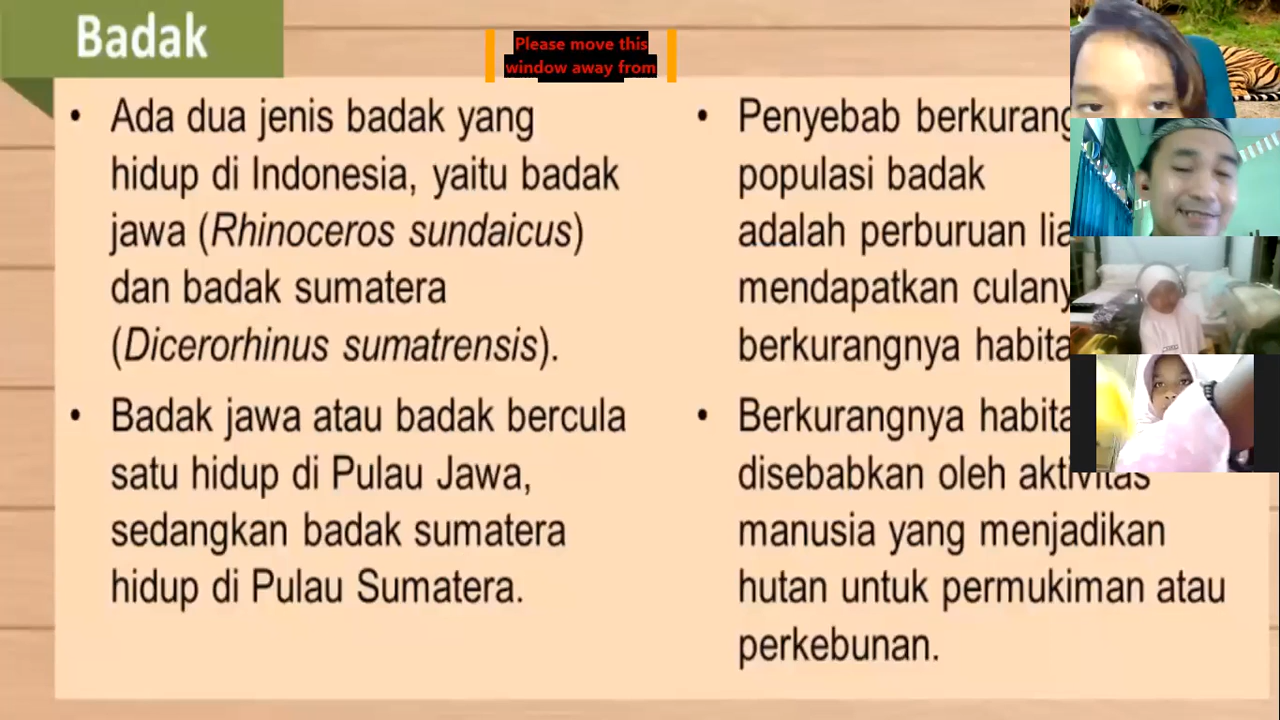 Badak
Please move this
window away from
• Ada dua jenis badak yang
hidup di Indonesia, yaitu badak
jawa (Rhinoceros sundaicus)
dan badak sumatera
(Dicerorhinus sumatrensis).
• Badak jawa atau badak bercula
satu hidup di Pulau Jawa,
sedangkan badak sumatera
hidup di Pulau Sumatera.
• Penyebab
populasi badak
adalah perburuan
mendapatkan
berkurangnya
• Berkurangnya
disebabkan oleh aktivitas
manusia yang menjadikan
hutan untuk permukiman atau
perkebunan.